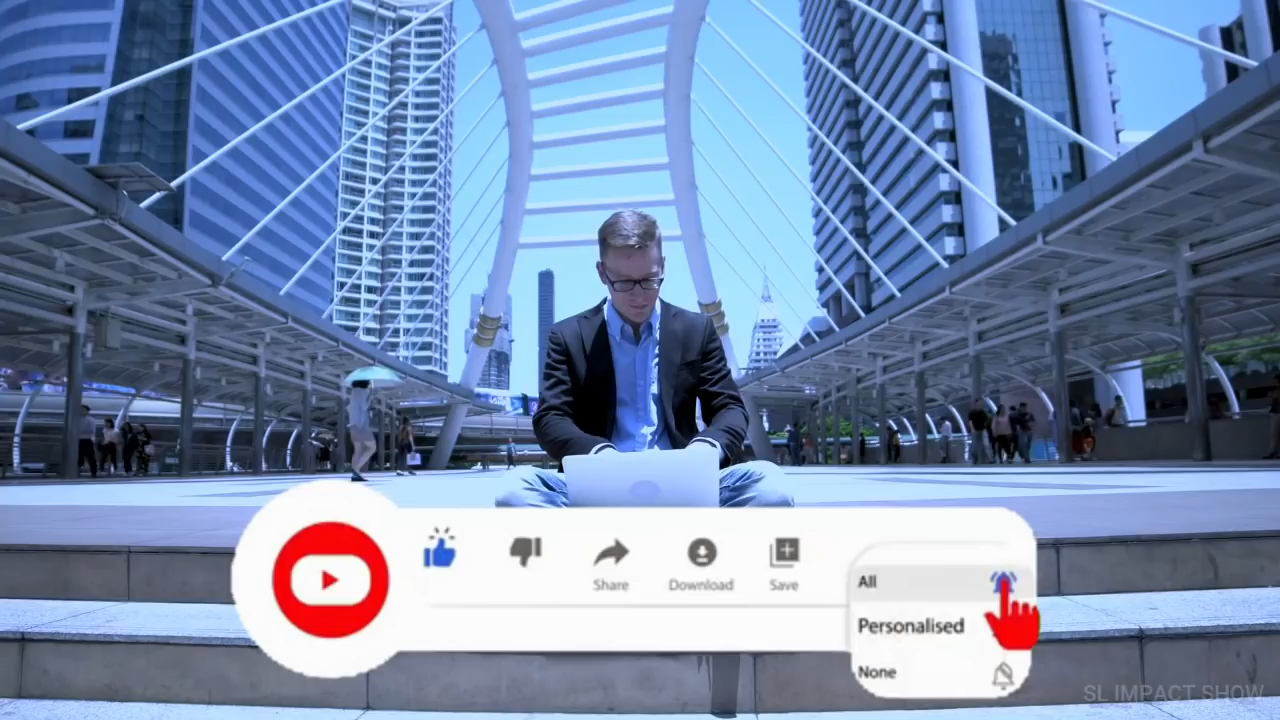 Share
Download
Save
All
Personalised
None
SL IMPACT SHOW